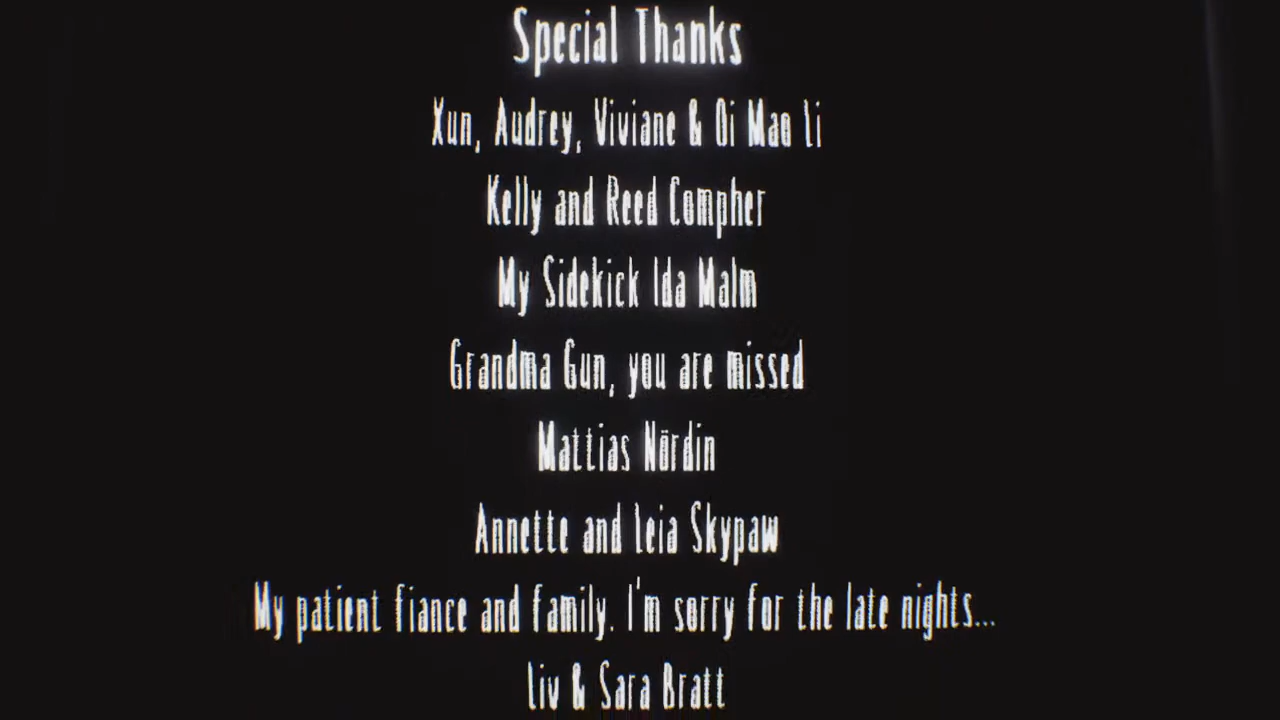 Special Thanks
Xun, Audrey, Viviane & Qi Mao Li
Kelly and Reed Compher
My Sidekick Ida Malm
Grandma Gun, you are missed
Mattias Nördin
Annette and Leia Skypaw
My patient fiance and family. I'm sorry for the late nights...
Liv & Sara Bratt